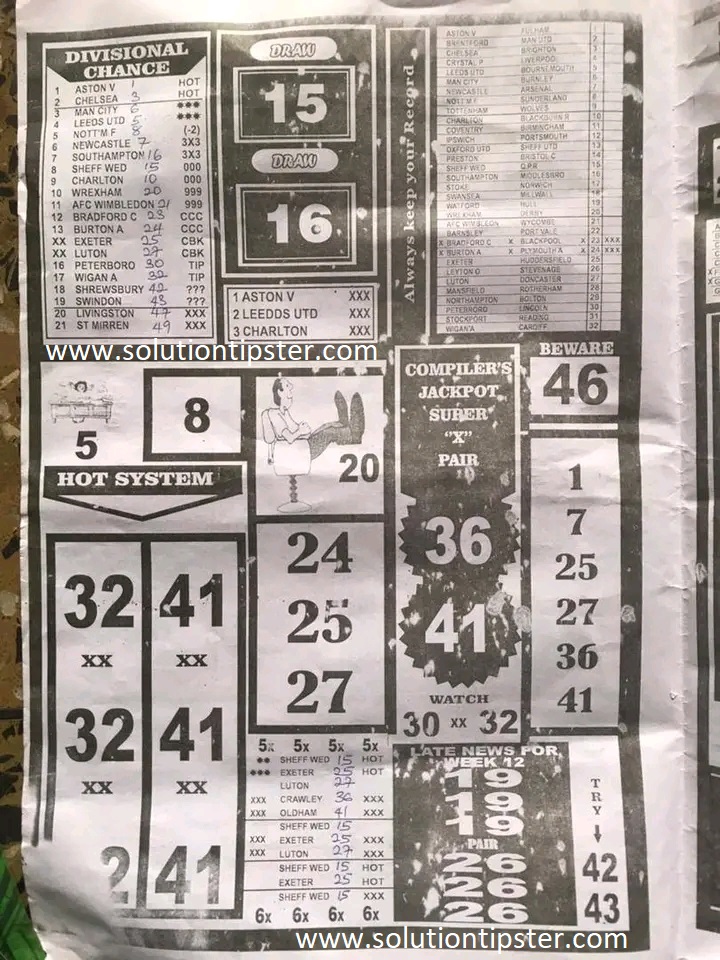 DIVISIONAL
CHANCE
1 ASTON V 1 HOT
2 CHELSEA 3 HOT
3 MAN CITY 6 •••
4 LEEDS UTD 5 •••
5 NOTT'M F 8 (-2)
6 NEWCASTLE 7 3X3
7 SOUTHAMPTON 16 3X3
8 SHEFF WED 15 000
9 CHARLTON 10 000
10 WREXHAM 20 999
11 AFC WIMBLEDON 21 999
12 BRADFORD C 23 CCC
13 BURTON A 24 CCC
XX EXETER 25 CBK
XX LUTON 27 CBK
16 PETERBORO 30 TIP
17 WIGAN A 32 TIP
18 SHREWSBURY 42 ???
19 SWINDON 43 ???
20 LIVINGSTON 47 XXX
21 ST MIRREN 49 XXX
DRAW
15
DRAW
16
1 ASTON V XXX
2 LEEDDS UTD XXX
3 CHARLTON XXX
Always keep your Record
ASTON V FULHAM 1
BRENTFORD MAN UTD 2
CHELSEA BRIGHTON 3
CRYSTAL P LIVERPOOL 4
LEEDS UTD BOURNEMOUTH 5
MAN CITY BURNLEY 6
NEWCASTLE ARSENAL 7
NOTT'M F SUNDERLAND 8
TOTTENHAM WOLVES 9
CHARLTON BLACKBURN R 10
COVENTRY BIRMINGHAM 11
IPSWICH PORTSMOUTH 12
OXFORD UTD SHEFF UTD 13
PRESTON BRISTOL C 14
SHEFF WED Q.P.R 15
SOUTHAMPTON MIDDLESBRO 16
STOKE NORWICH 17
SWANSEA MILLWALL 18
WATFORD HULL 19
WREXHAM DERBY 20
AFC WIMBLEDON WYCOMBE 21
BARNSLEY PORT VALE 22
X BRADFORD C X BLACKPOOL X 23 XXX
X BURTON A X PLYMOUTH A X 24 XXX
EXETER HUDDERSFIELD 25
LEYTON O STEVENAGE 26
LUTON DONCASTER 27
MANSFIELD ROTHERHAM 28
NORTHAMPTON BOLTON 29
PETERBORO LINCOLN 30
STOCKPORT READING 31
WIGAN'A CARDIFF 32
www.solutiontipster.com
5
8
HOT SYSTEM
32 41
XX XX
32 41
XX XX
2 41
20
24
25
27
5x 5x 5x 5x
•• SHEFF WED 15 HOT
••• EXETER 25 HOT
LUTON 27
XXX CRAWLEY 36 XXX
XXX OLDHAM 41 XXX
SHEFF WED 15
XXX EXETER 25 XXX
XXX LUTON 27 XXX
SHEFF WED 15 HOT
EXETER 25 HOT
SHEFF WED 15 XXX
6x 6x 6x 6x
COMPILER'S
JACKPOT
SUPER
"X"
PAIR
36
41
WATCH
30 XX 32
BEWARE
46
1
7
25
27
36
41
LATE NEWS FOR
WEEK 12
19
19
19
PAIR
26
26
26
TRY
42
43
www.solutiontipster.com